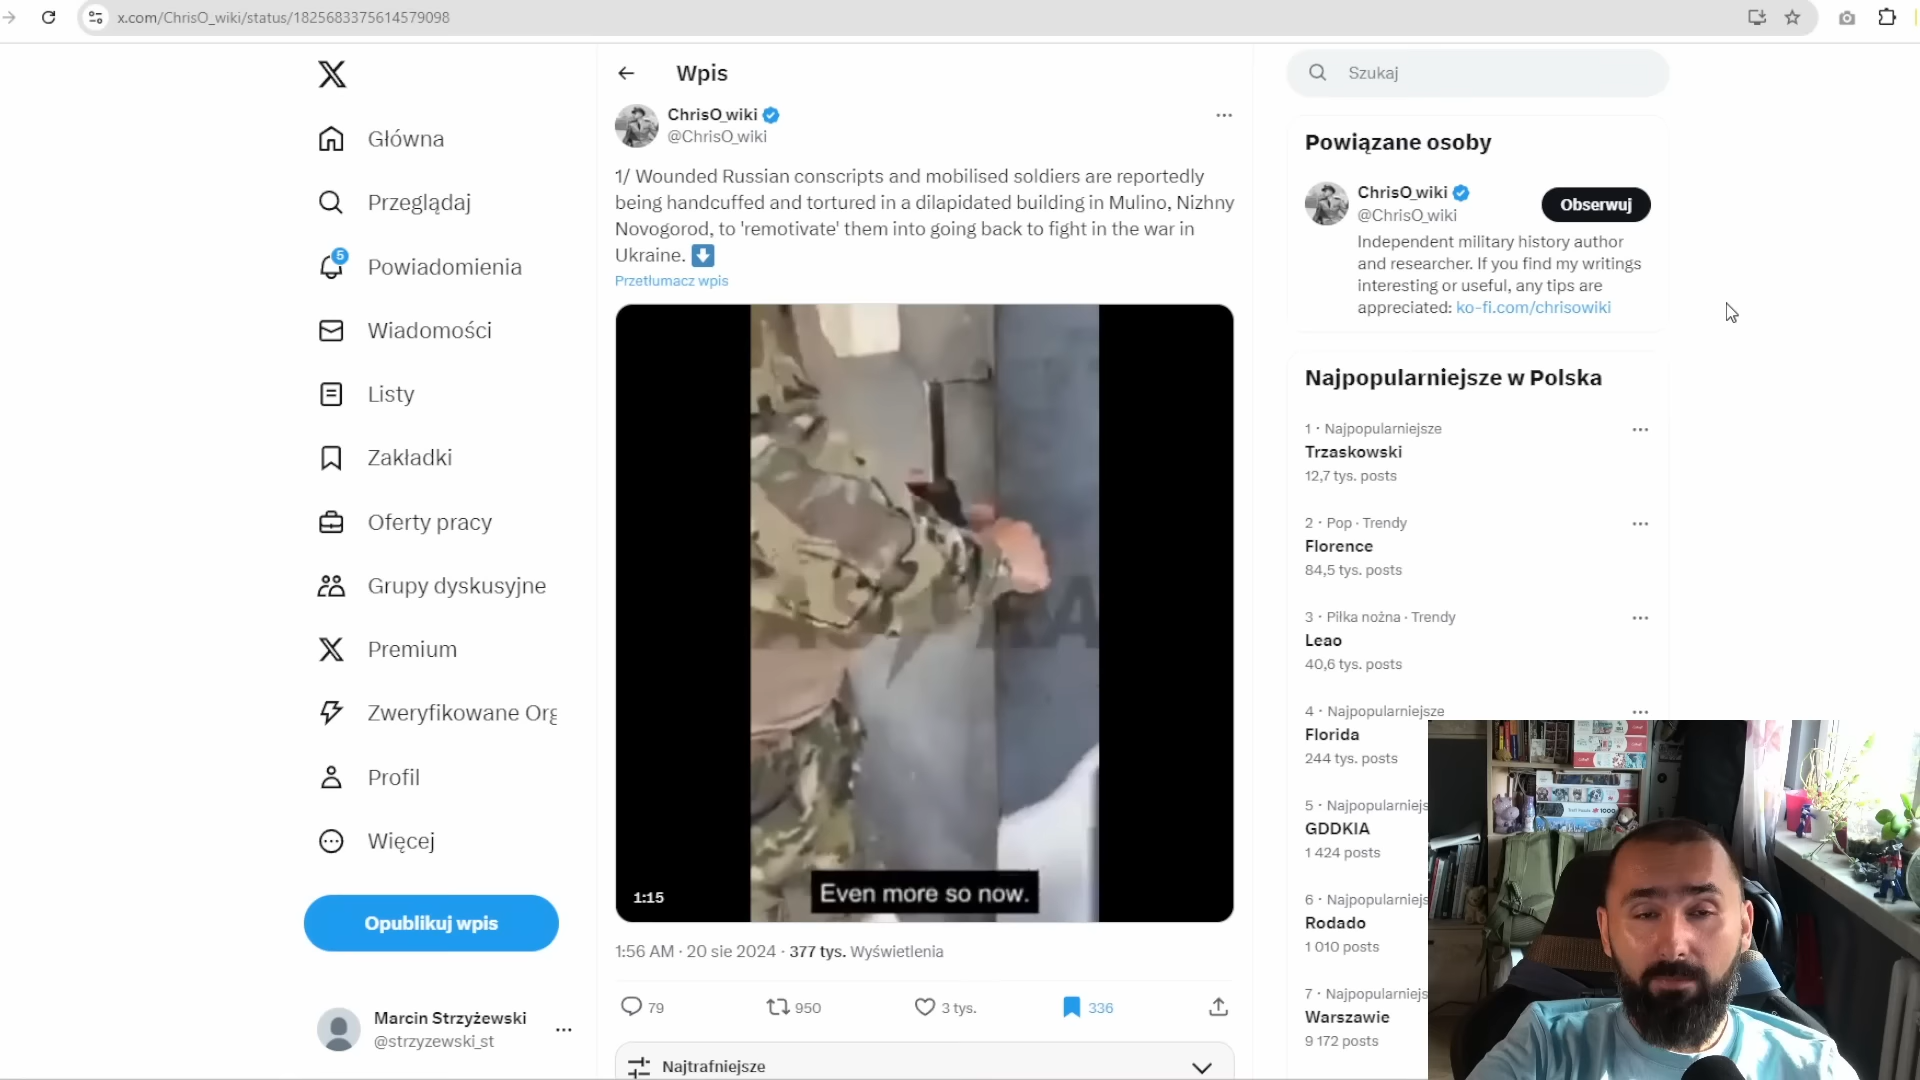 x.com/ChrisO_wiki/status/1825683375614579098
Główna
Przeglądaj
5
Powiadomienia
Wiadomości
Listy
Zakładki
Oferty pracy
Grupy dyskusyjne
Premium
Zweryfikowane Org
Profil
Więcej
Opublikuj wpis
Marcin Strzyżewski
@strzyzewski_st
Wpis
ChrisO_wiki
@ChrisO_wiki
1/ Wounded Russian conscripts and mobilised soldiers are reportedly
being handcuffed and tortured in a dilapidated building in Mulino, Nizhny
Novogorod, to 'remotivate' them into going back to fight in the war in
Ukraine.
Przetłumacz wpis
Even more so now.
1:15
1:56 AM · 20 sie 2024 · 377 tys. Wyświetlenia
79
950
3 tys.
336
Najtrafniejsze
Szukaj
Powiązane osoby
ChrisO_wiki
@ChrisO_wiki
Obserwuj
Independent military history author
and researcher. If you find my writings
interesting or useful, any tips are
appreciated: ko-fi.com/chrisowiki
Najpopularniejsze w Polska
1 · Najpopularniejsze
Trzaskowski
12,7 tys. posts
2 · Pop · Trendy
Florence
84,5 tys. posts
3 · Piłka nożna · Trendy
Leao
40,6 tys. posts
4 · Najpopularniejsze
Florida
244 tys. posts
5 · Najpopularniejs
GDDKIA
1 424 posts
6 · Najpopularniejs
Rodado
1 010 posts
7 · Najpopularniejs
Warszawie
9 172 posts